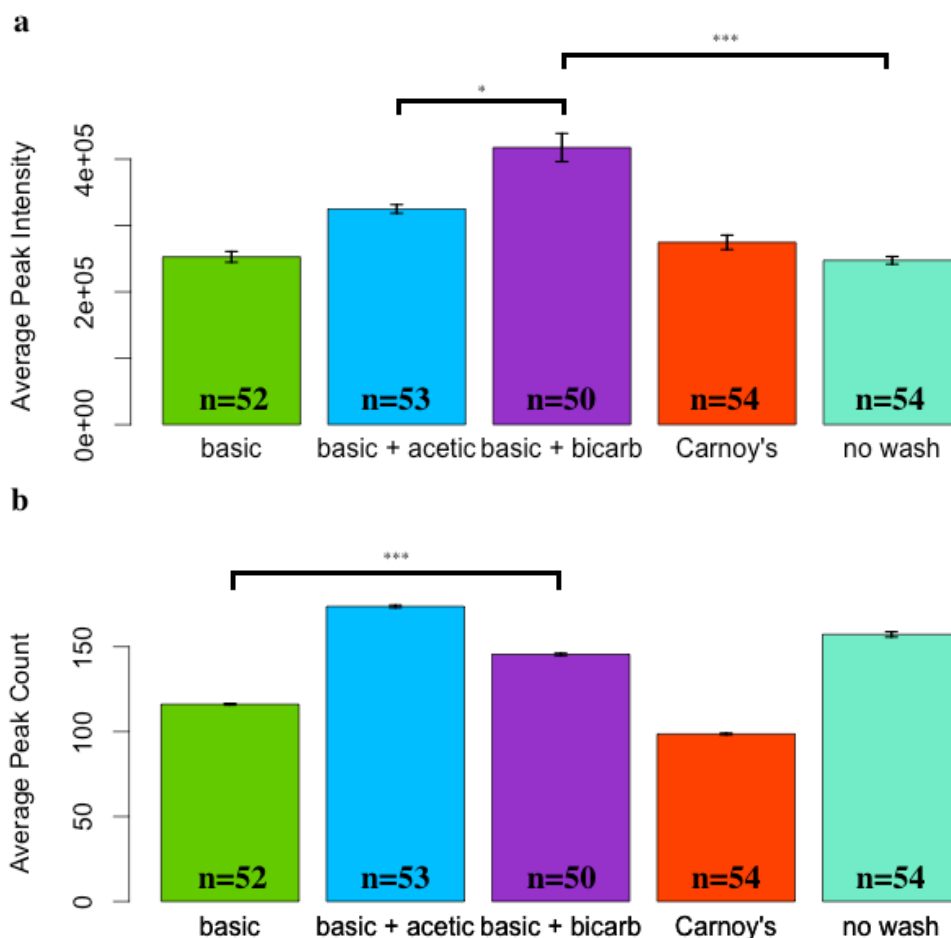 a
***
*
Average Peak Intensity
4e+05
2e+05
0e+00
n=52 n=53 n=50 n=54 n=54
basic basic + acetic basic + bicarb Carnoy's no wash
b
***
Average Peak Count
150
100
50
0
n=52 n=53 n=50 n=54 n=54
basic basic + acetic basic + bicarb Carnoy's no wash